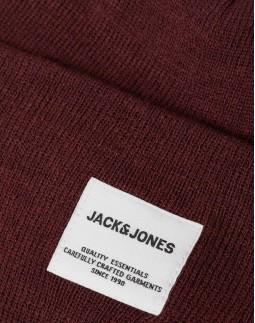 JACK&JONES
QUALITY ESSENTIALS
CAREFULLY CRAFTED GARMENTS
SINCE 1990